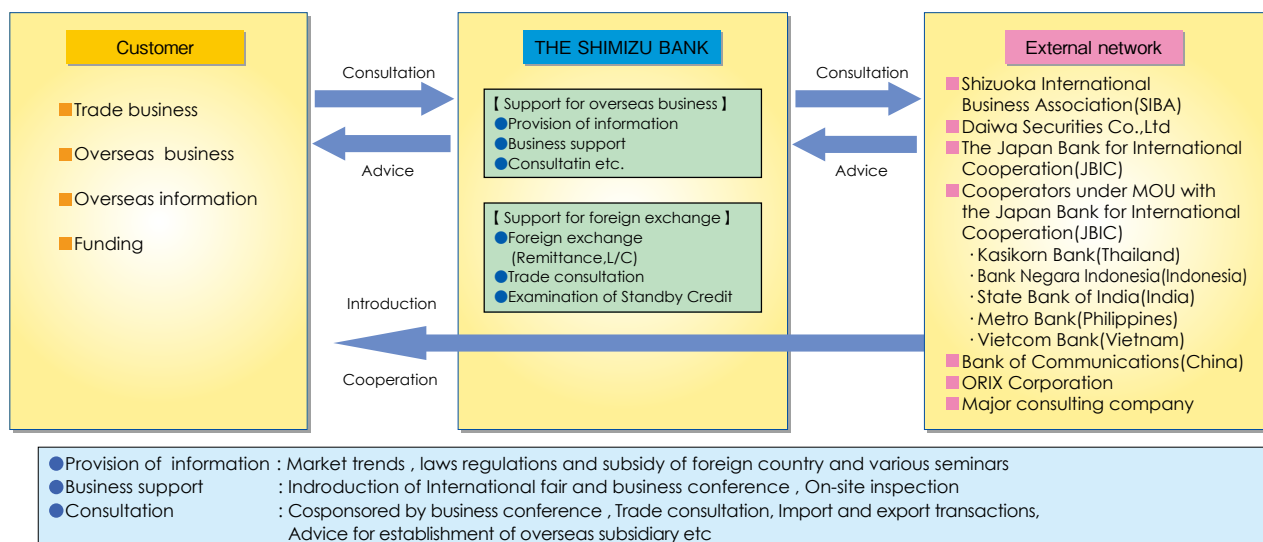 Customer
Trade business
Overseas business
Overseas information
Funding
Consultation
Advice
Introduction
Cooperation
THE SHIMIZU BANK
【 Support for overseas business 】
●Provision of information
●Business support
●Consultatin etc.
【 Support for foreign exchange 】
●Foreign exchange
(Remittance,L/C)
●Trade consultation
●Examination of Standby Credit
Consultation
Advice
External network
Shizuoka International
Business Association(SIBA)
Daiwa Securities Co.,Ltd
The Japan Bank for International
Cooperation(JBIC)
Cooperators under MOU with
the Japan Bank for International
Cooperation(JBIC)
・Kasikorn Bank(Thailand)
・Bank Negara Indonesia(Indonesia)
・State Bank of India(India)
・Metro Bank(Philippines)
・Vietcom Bank(Vietnam)
Bank of Communications(China)
ORIX Corporation
Major consulting company
●Provision of information : Market trends , laws regulations and subsidy of foreign country and various seminars
●Business support : Indroduction of International fair and business conference , On-site inspection
●Consultation : Cosponsored by business conference , Trade consultation, Import and export transactions,
Advice for establishment of overseas subsidiary etc